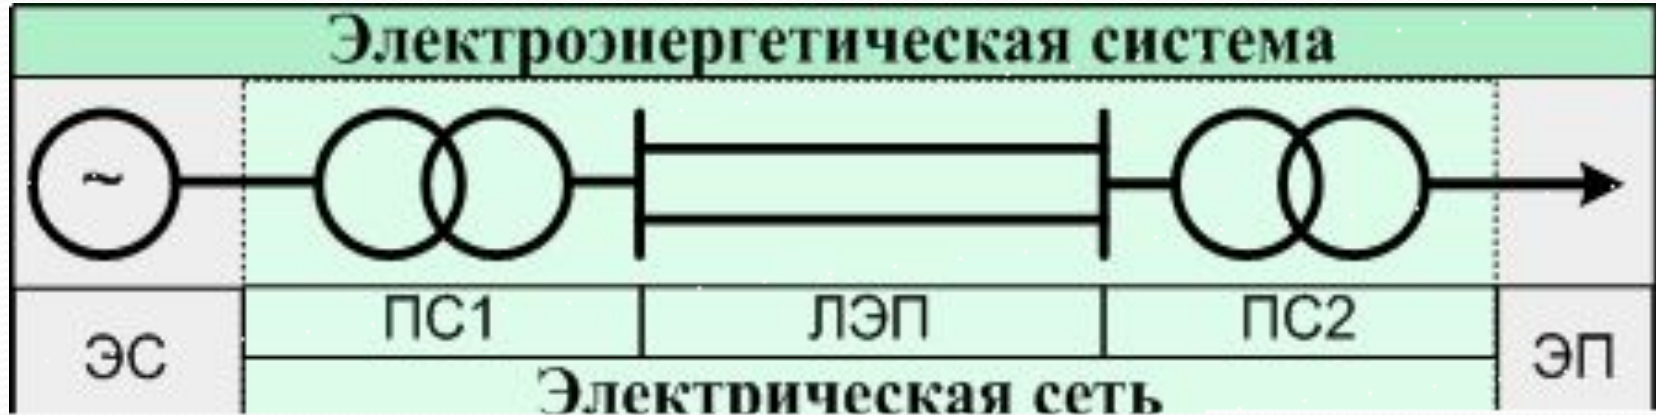 Электроэнергетическая система
~
ПС1 ЛЭП ПС2
ЭС ЭП
Электрическая сеть